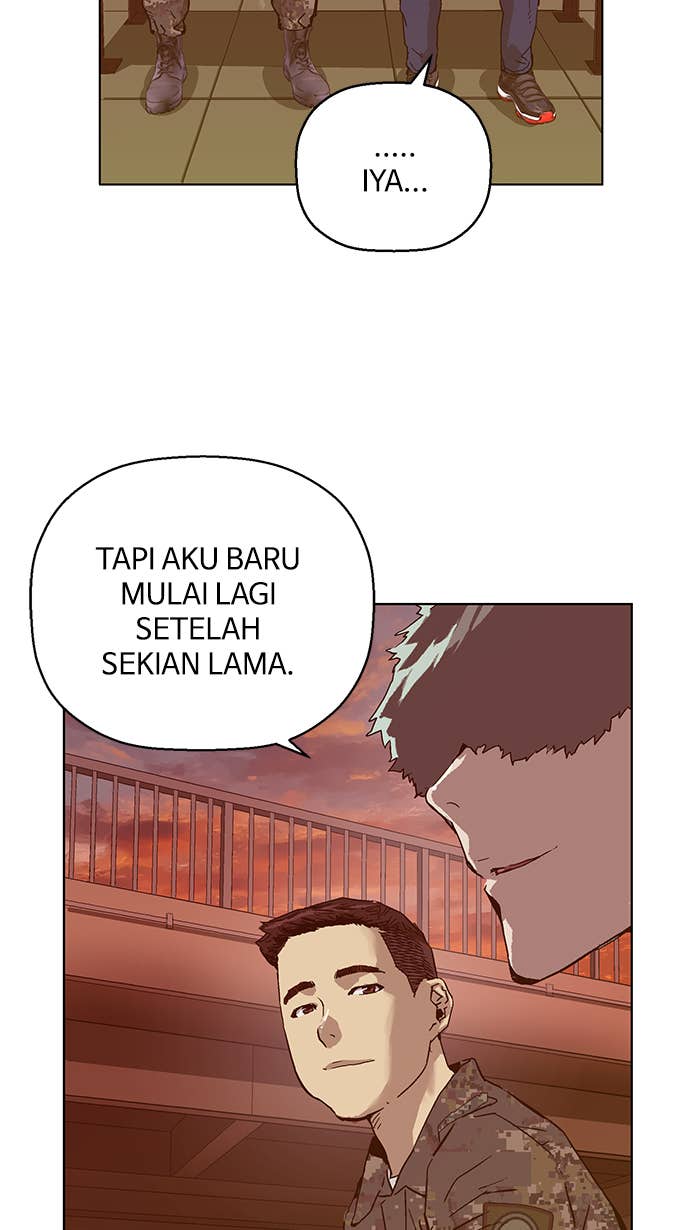 .....
IYA...
TAPI AKU BARU
MULAI LAGI
SETELAH
SEKIAN LAMA.